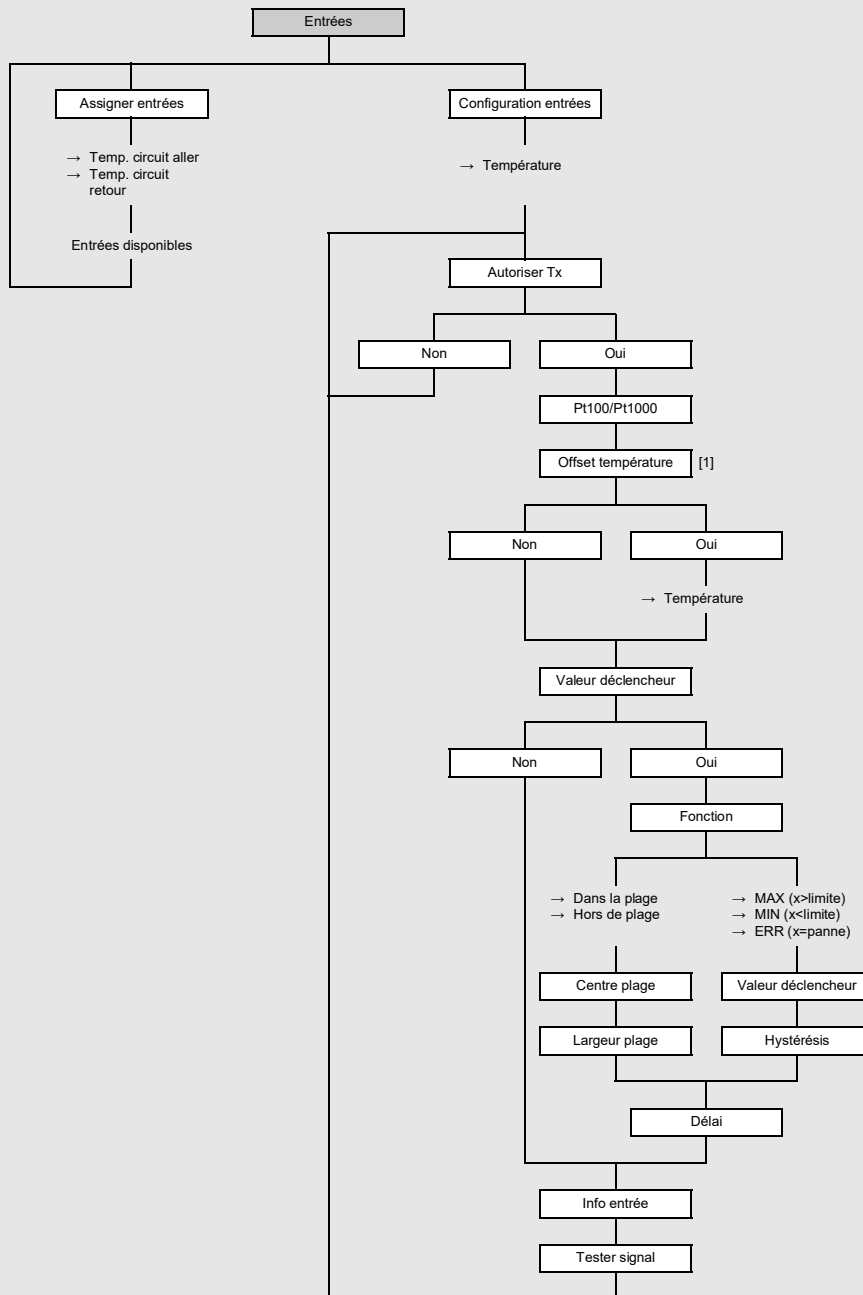 Entrées
Assigner entrées
Configuration entrées
→ Temp. circuit aller
→ Temp. circuit
retour
→ Température
Entrées disponibles
Autoriser Tx
Non
Oui
Pt100/Pt1000
Offset température
[1]
Non
Oui
→ Température
Valeur déclencheur
Non
Oui
Fonction
→ Dans la plage
→ Hors de plage
→ MAX (x>limite)
→ MIN (x<limite)
→ ERR (x=panne)
Centre plage
Valeur déclencheur
Largeur plage
Hystérésis
Délai
Info entrée
Tester signal